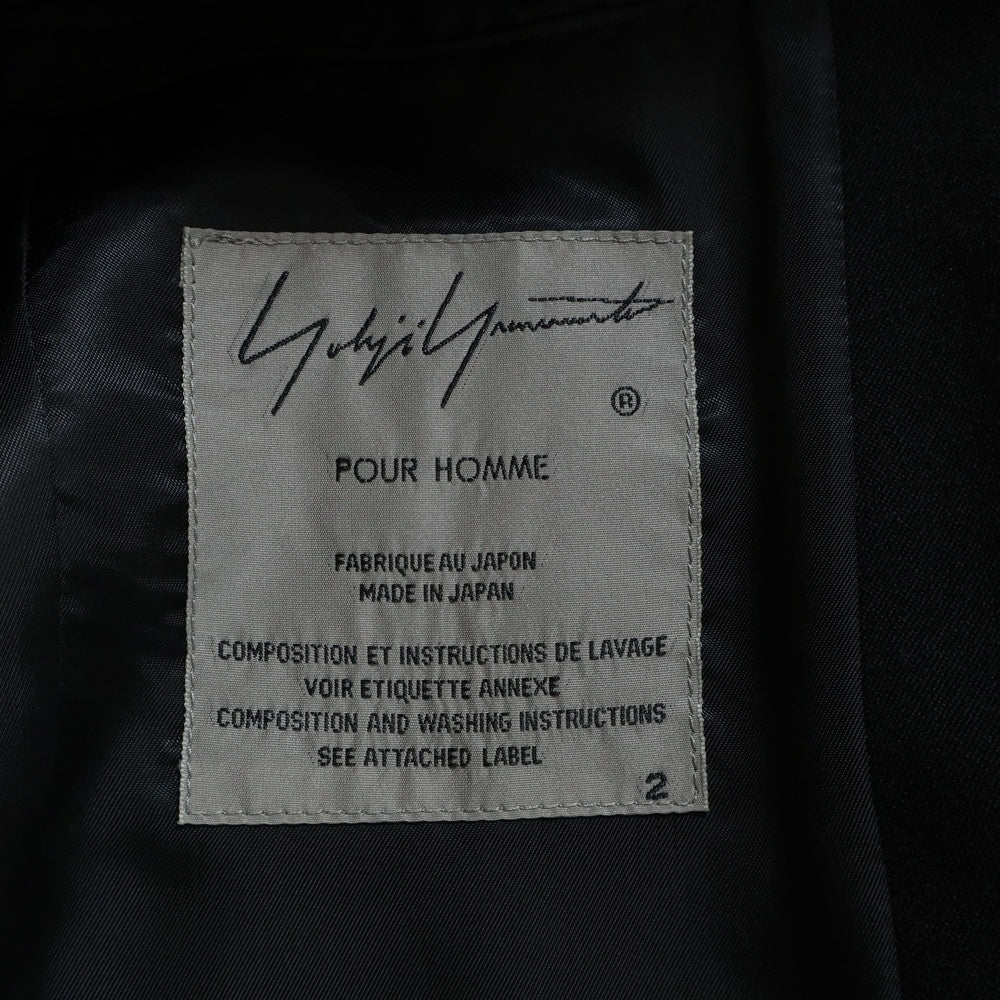 Yohji Yamamoto
®
POUR HOMME
FABRIQUE AU JAPON
MADE IN JAPAN
COMPOSITION ET INSTRUCTIONS DE LAVAGE
VOIR ETIQUETTE ANNEXE
COMPOSITION AND WASHING INSTRUCTIONS
SEE ATTACHED LABEL
2